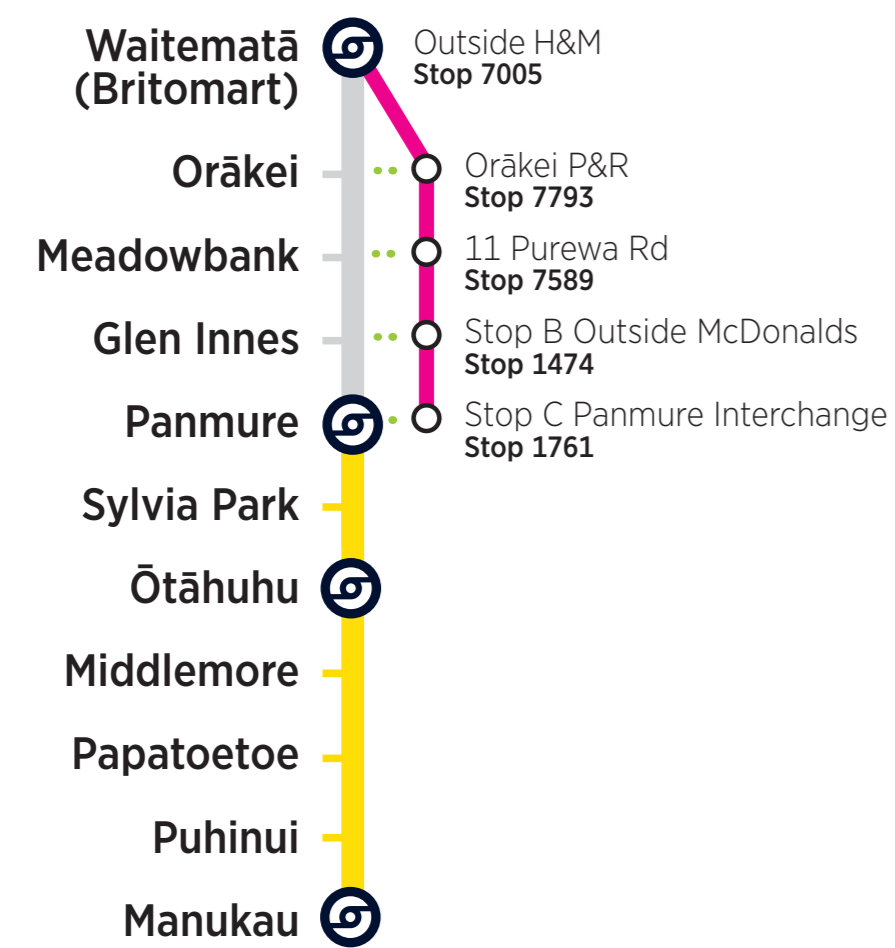 Waitematā
(Britomart)
Outside H&M
Stop 7005
Orākei
Orākei P&R
Stop 7793
Meadowbank
11 Purewa Rd
Stop 7589
Glen Innes
Stop B Outside McDonalds
Stop 1474
Panmure
Stop C Panmure Interchange
Stop 1761
Sylvia Park
Ōtāhuhu
Middlemore
Papatoetoe
Puhinui
Manukau